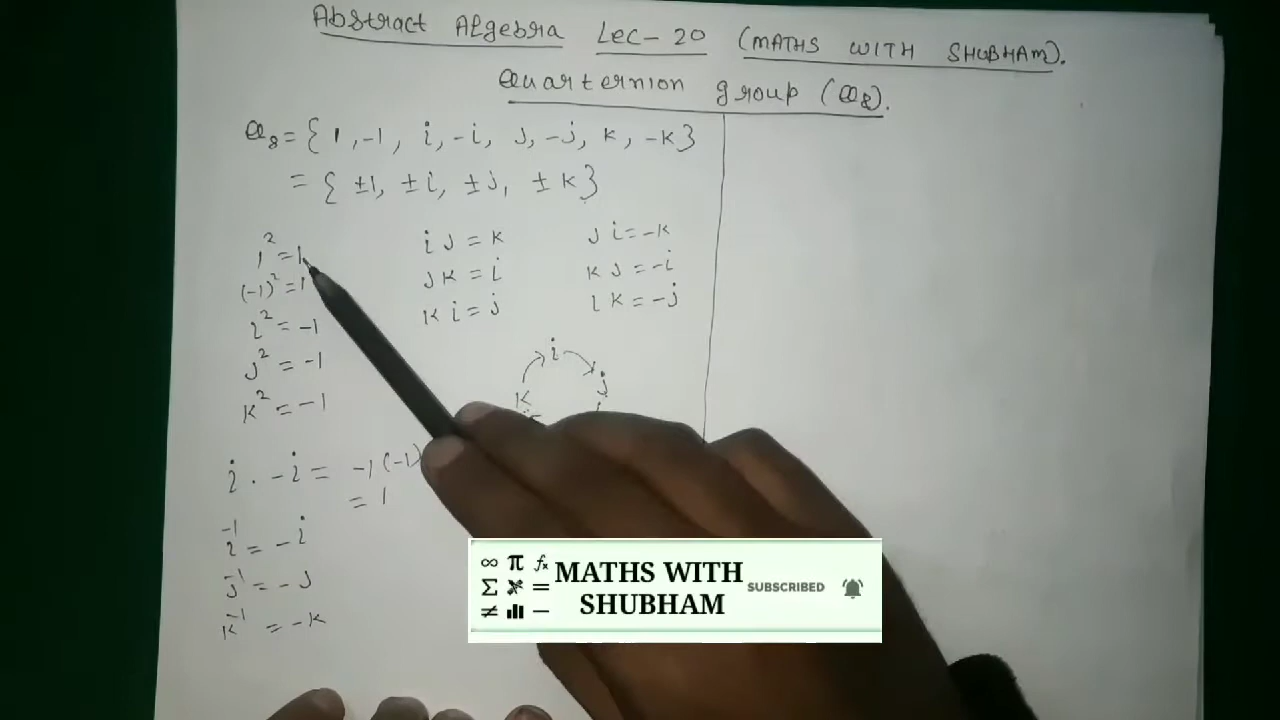 Abstract Algebra Lec-20 (MATHS WITH SHUBHAM).
Quarternion group (Q8).
Q8 = { 1, -1, i, -i, j, -j, k, -k}
= { ±1, ±i, ±j, ±k}
1² = 1
(-1)² = 1
i² = -1
j² = -1
k² = -1
ij = k
jk = i
ki = j
ji = -k
kj = -i
ik = -j
i
j
k
i . -i = -1(-1)
= 1
i⁻¹ = -i
j⁻¹ = -j
k⁻¹ = -k
∞ π fx
Σ = 
≠ −
MATHS WITH
SHUBHAM
SUBSCRIBED